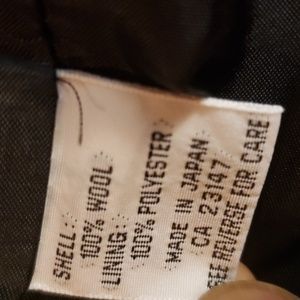 SHELL:
100% WOOL
LINING:
100% POLYESTER
MADE IN JAPAN
CA 23147
SEE REVERSE FOR CARE